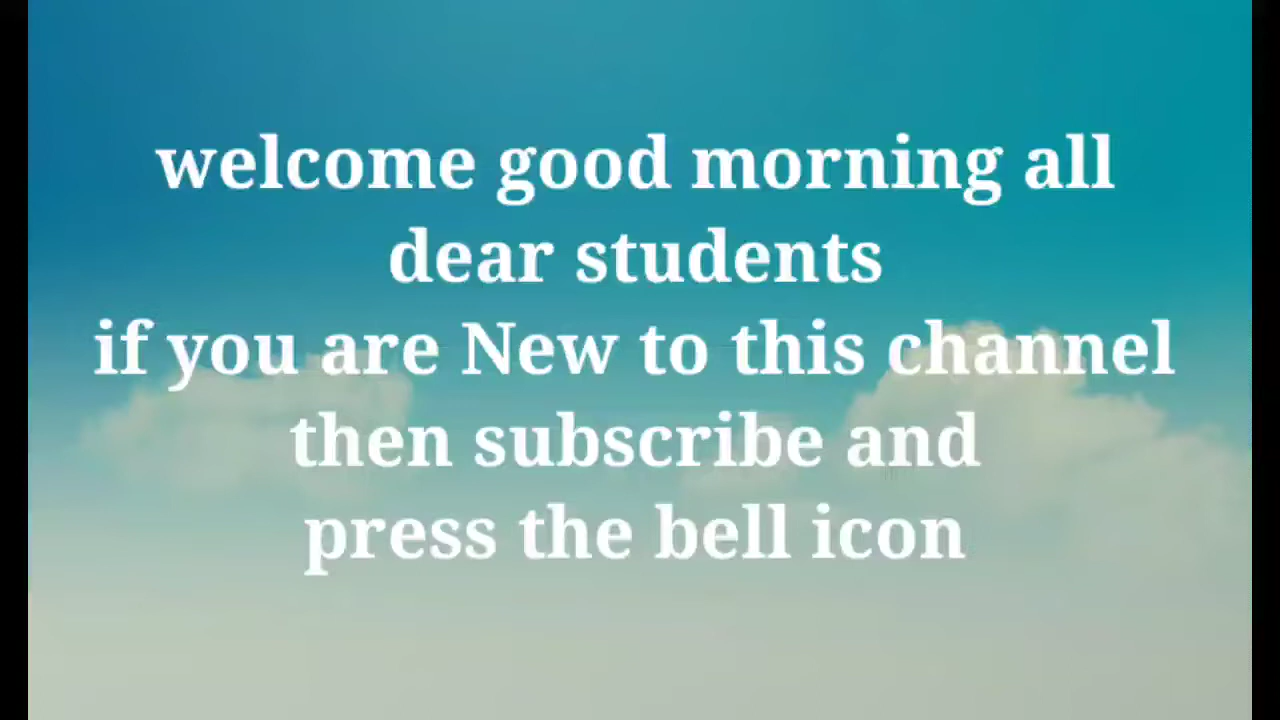 welcome good morning all
dear students
if you are New to this channel
then subscribe and
press the bell icon